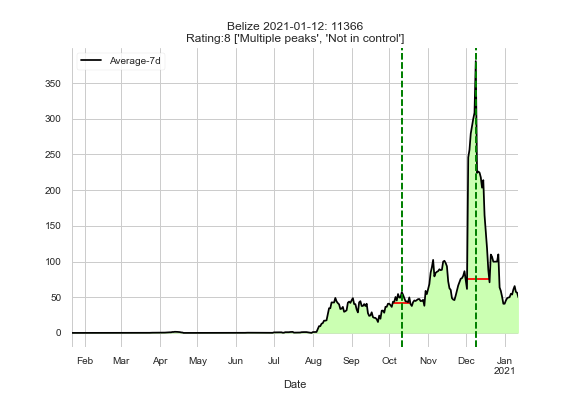 Belize 2021-01-12: 11366
Rating:8 ['Multiple peaks', 'Not in control']
Average-7d
350
300
250
200
150
100
50
0
Feb Mar Apr May Jun Jul Aug Sep Oct Nov Dec Jan
2021
Date